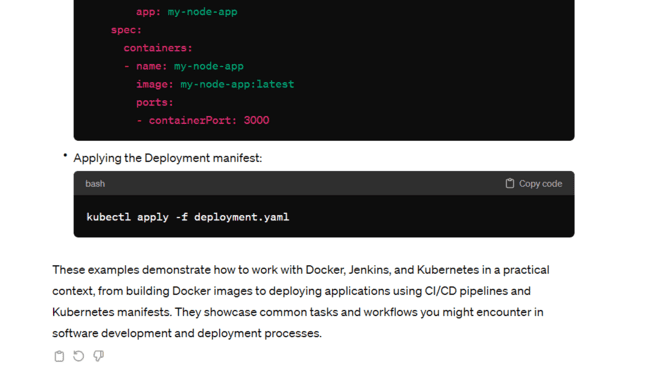 app: my-node-app
spec:
containers:
- name: my-node-app
image: my-node-app:latest
ports:
- containerPort: 3000
• Applying the Deployment manifest:
bash
Copy code
kubectl apply -f deployment.yaml
These examples demonstrate how to work with Docker, Jenkins, and Kubernetes in a practical
context, from building Docker images to deploying applications using CI/CD pipelines and
Kubernetes manifests. They showcase common tasks and workflows you might encounter in
software development and deployment processes.